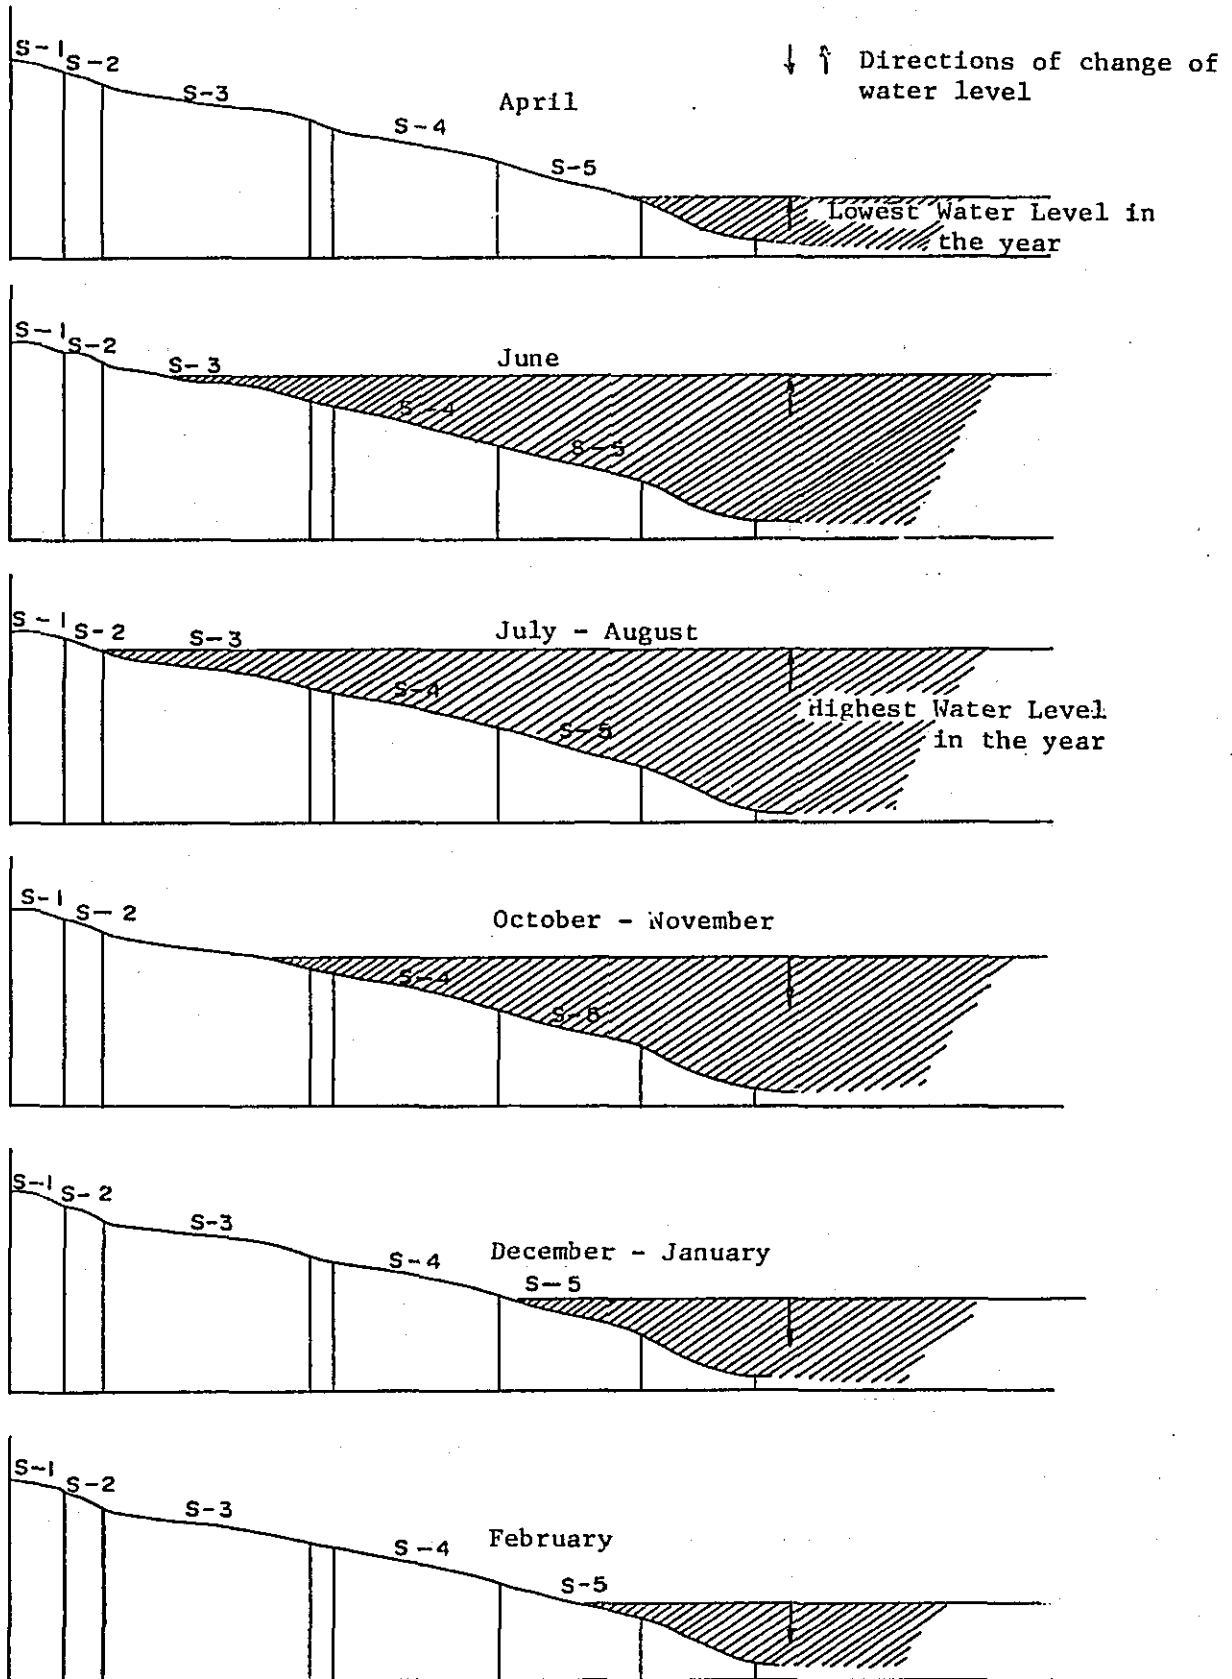 S-1
S-2
S-3
April
S-4
S-5
↓ ↑ Directions of change of
water level
Lowest Water Level in
the year
S-1
S-2
S-3
June
S-4
S-5
S-1
S-2
S-3
July - August
S-4
S-5
Highest Water Level
in the year
S-1
S-2
October - November
S-4
S-5
S-1
S-2
S-3
S-4
December - January
S-5
S-1
S-2
S-3
S-4
February
S-5